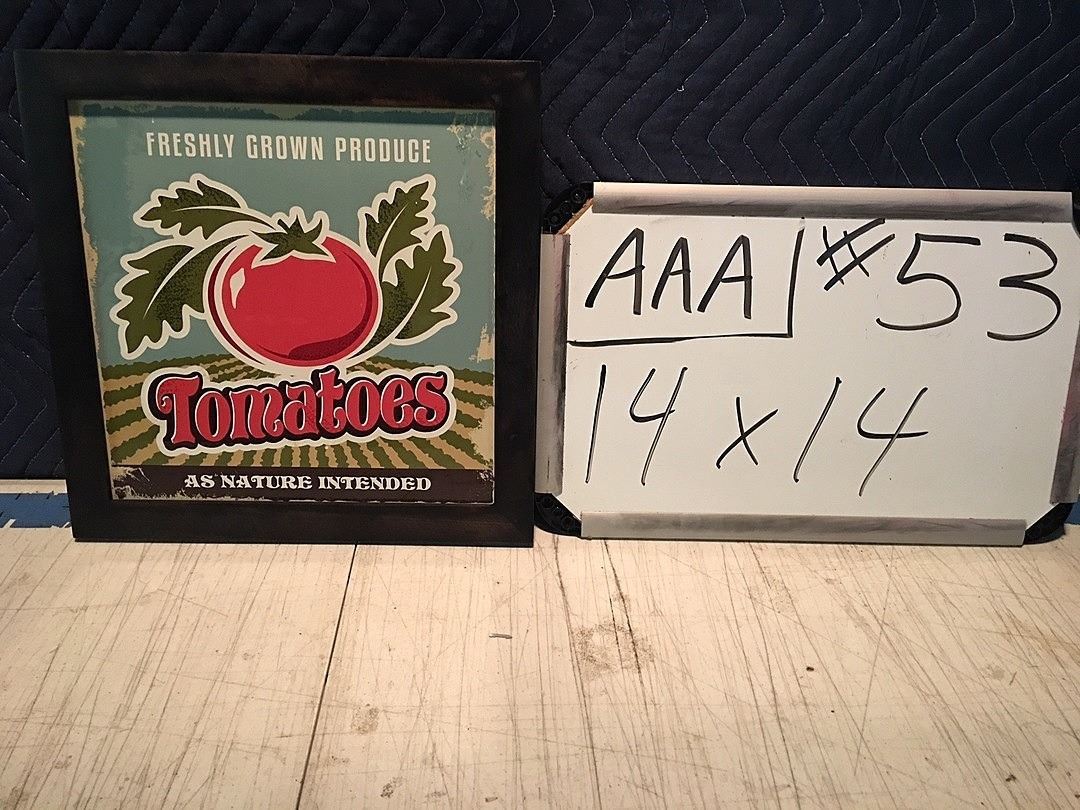 FRESHLY GROWN PRODUCE
Tomatoes
AS NATURE INTENDED
AAA #53
14 x 14